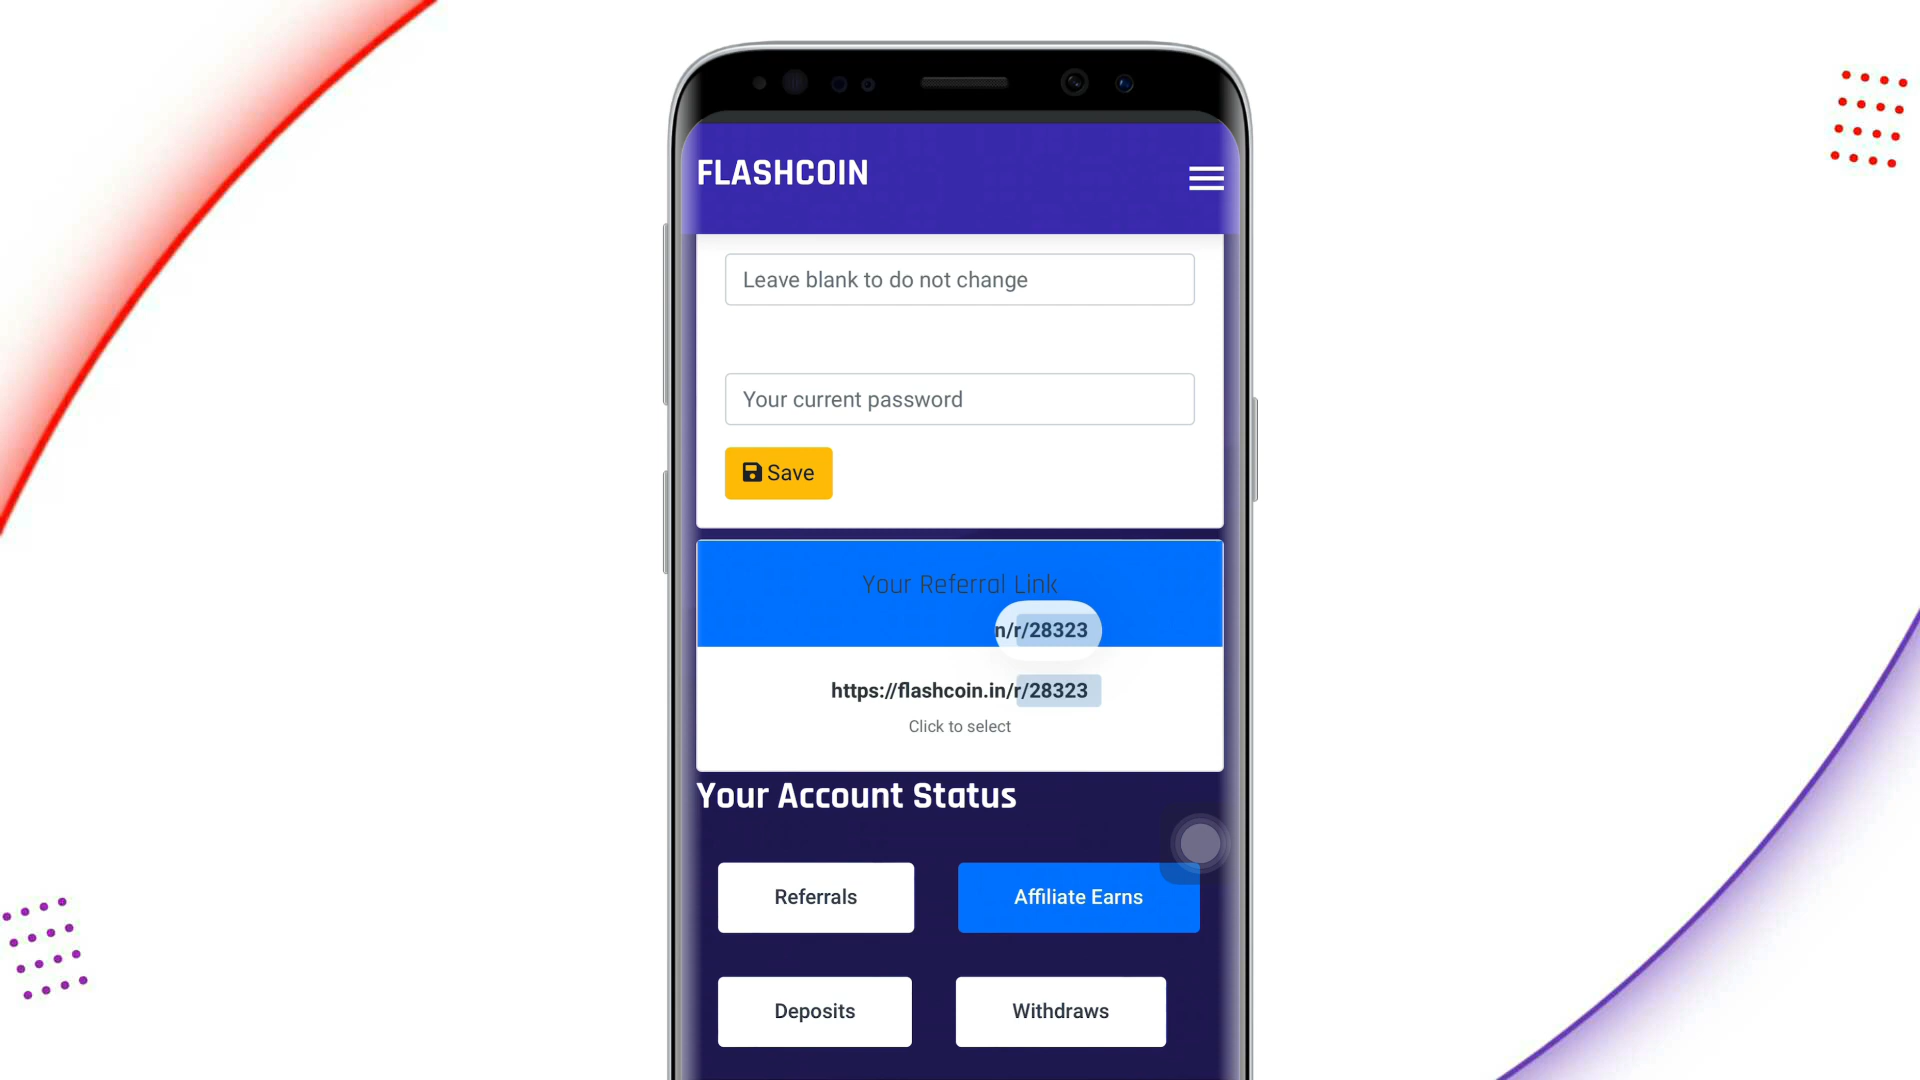 FLASHCOIN
Leave blank to do not change
Your current password
Save
Your Referral Link
n/r/28323
https://flashcoin.in/r/28323
Click to select
Your Account Status
Referrals
Affiliate Earns
Deposits
Withdraws